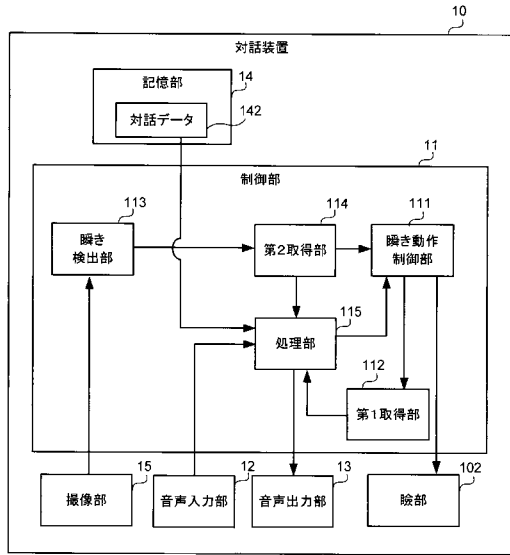 10
対話装置
記憶部
14
対話データ
142
11
制御部
113
瞬き
検出部
114
第2取得部
111
瞬き動作
制御部
115
処理部
112
第1取得部
撮像部
15
音声入力部
12
音声出力部
13
瞼部
102